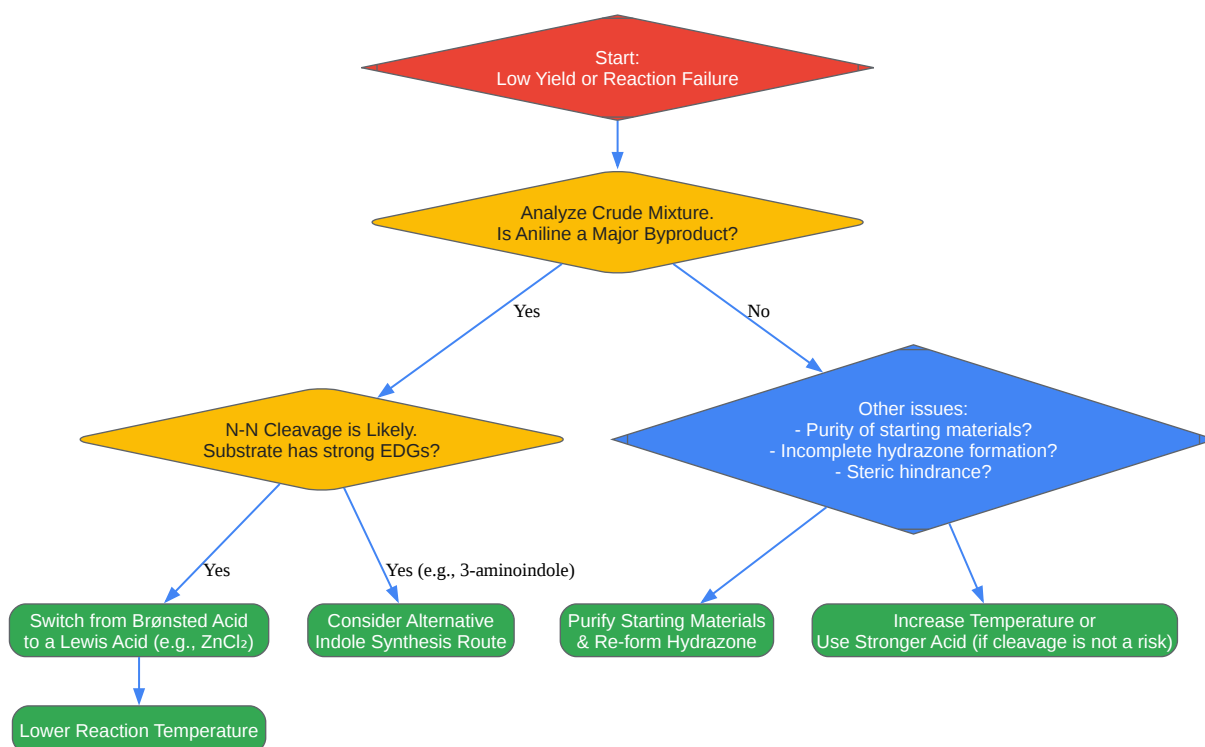 Start:
Low Yield or Reaction Failure
Analyze Crude Mixture.
Is Aniline a Major Byproduct?
Yes
No
N-N Cleavage is Likely.
Substrate has strong EDGs?
Other issues:
- Purity of starting materials?
- Incomplete hydrazone formation?
- Steric hindrance?
Yes
Yes (e.g., 3-aminoindole)
Switch from Brønsted Acid
to a Lewis Acid (e.g., ZnCl₂)
Consider Alternative
Indole Synthesis Route
Purify Starting Materials
& Re-form Hydrazone
Increase Temperature or
Use Stronger Acid (if cleavage is not a risk)
Lower Reaction Temperature